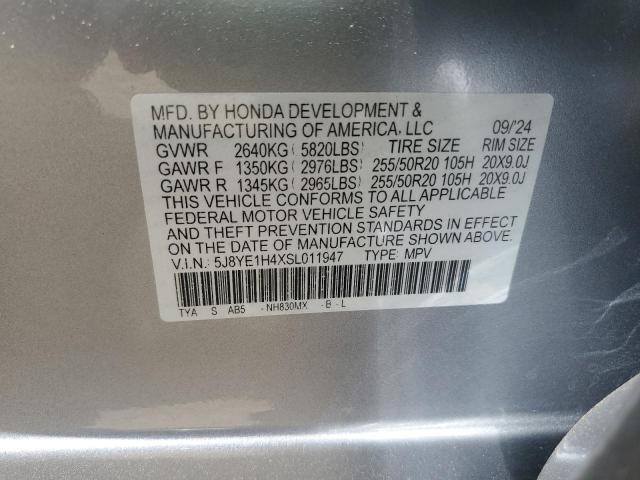 MFD. BY HONDA DEVELOPMENT &
MANUFACTURING OF AMERICA, LLC 09/'24
GVWR 2640KG( 5820LBS) TIRE SIZE RIM SIZE
GAWR F 1350KG( 2976LBS) 255/50R20 105H 20X9.0J
GAWR R 1345KG( 2965LBS) 255/50R20 105H 20X9.0J
THIS VEHICLE CONFORMS TO ALL APPLICABLE
FEDERAL MOTOR VEHICLE SAFETY
AND THEFT PREVENTION STANDARDS IN EFFECT
ON THE DATE OF MANUFACTURE SHOWN ABOVE.
V.I.N.: 5J8YE1H4XSL011947 TYPE: MPV
TYA S AB5 -NH830MX -B-L